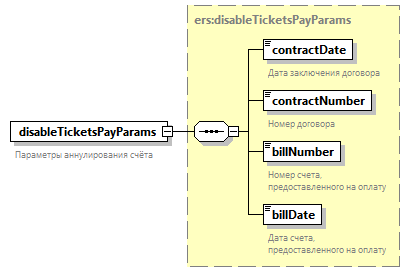 ers:disableTicketsPayParams
contractDate
Дата заключения договора
contractNumber
Номер договора
disableTicketsPayParams
Параметры аннулирования счёта
billNumber
Номер счета,
предоставленного на оплату
billDate
Дата счета,
предоставленного на оплату